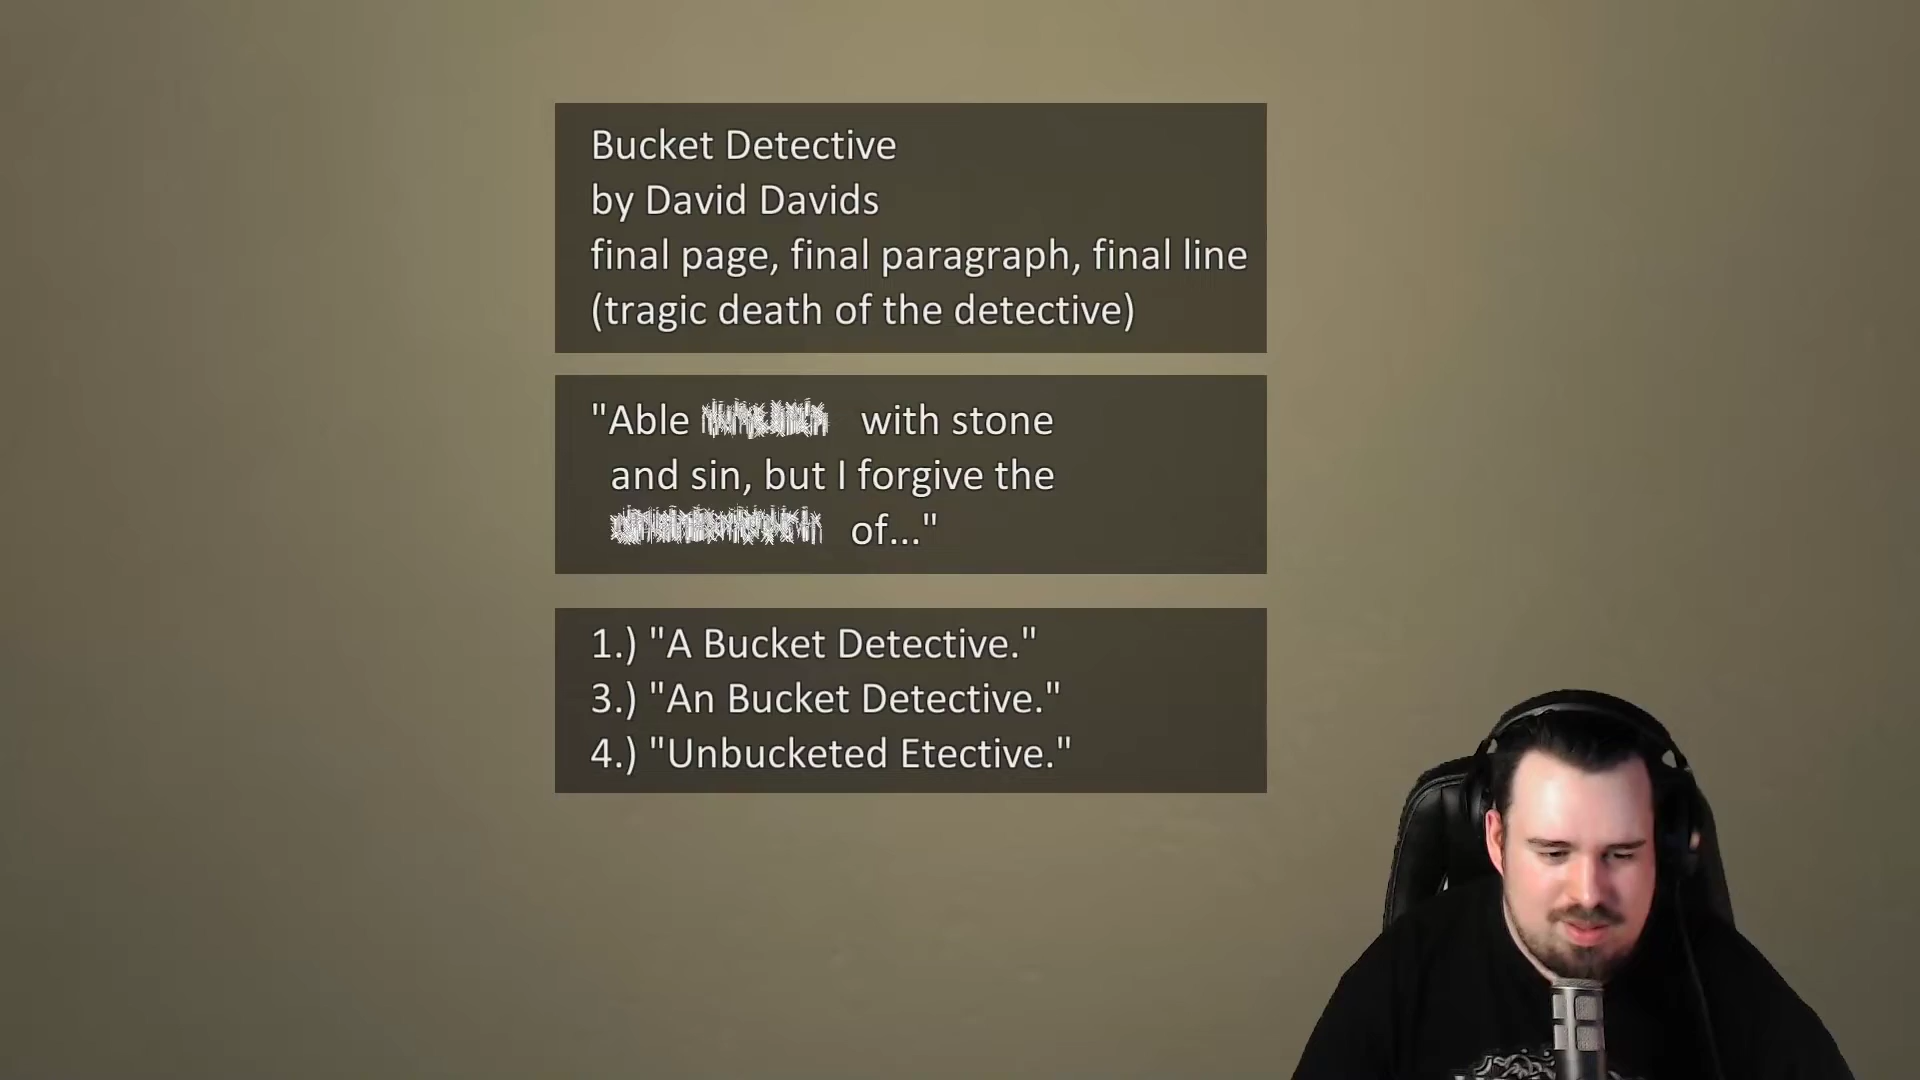 Bucket Detective
by David Davids
final page, final paragraph, final line
(tragic death of the detective)
"Able with stone
and sin, but I forgive the
of..."
1.) "A Bucket Detective."
3.) "An Bucket Detective."
4.) "Unbucketed Etective."